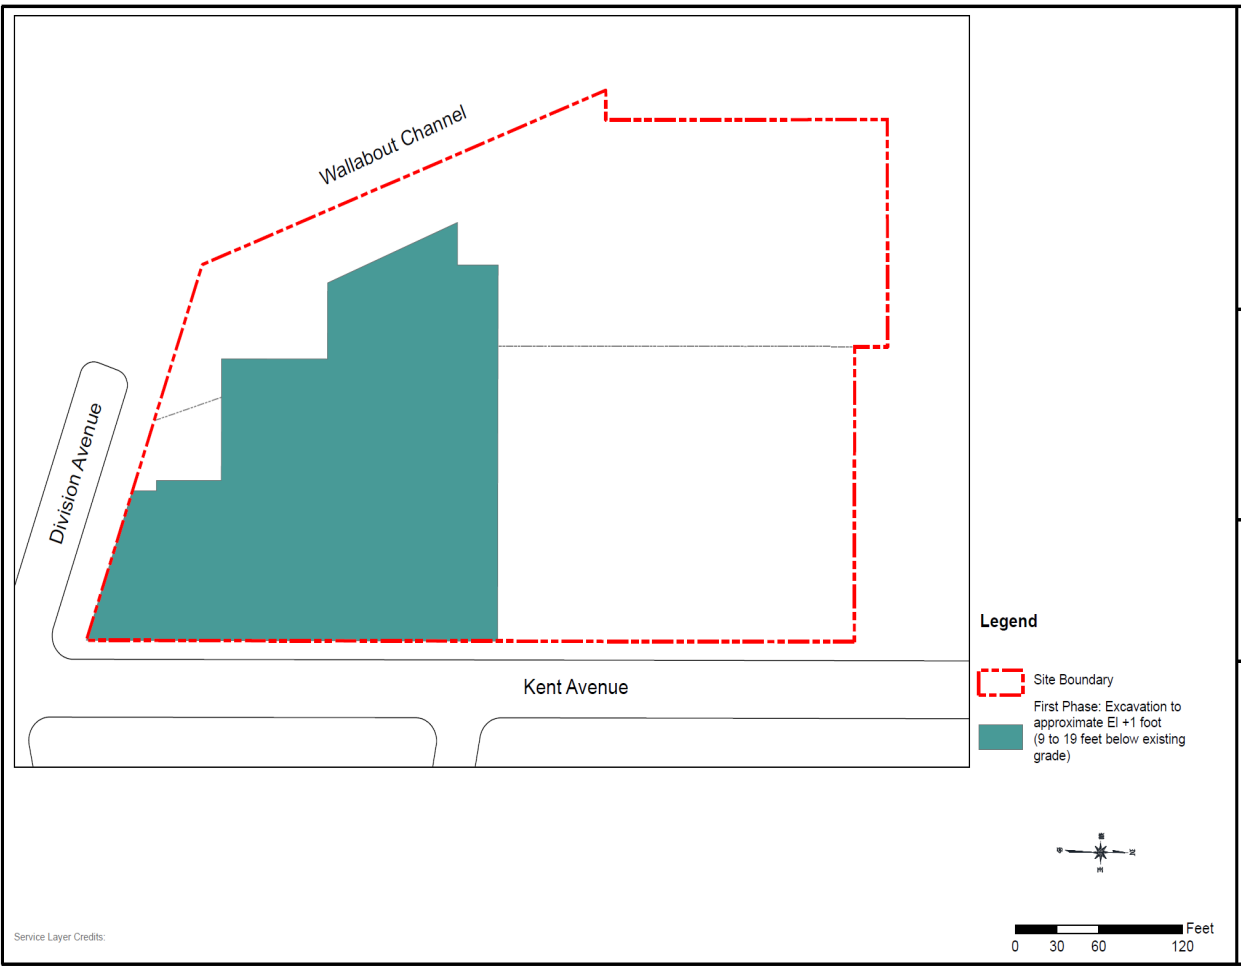 Wallabout Channel
Division Avenue
Kent Avenue
Legend
Site Boundary
First Phase: Excavation to
approximate El +1 foot
(9 to 19 feet below existing
grade)
Feet
0 30 60 120
Service Layer Credits: